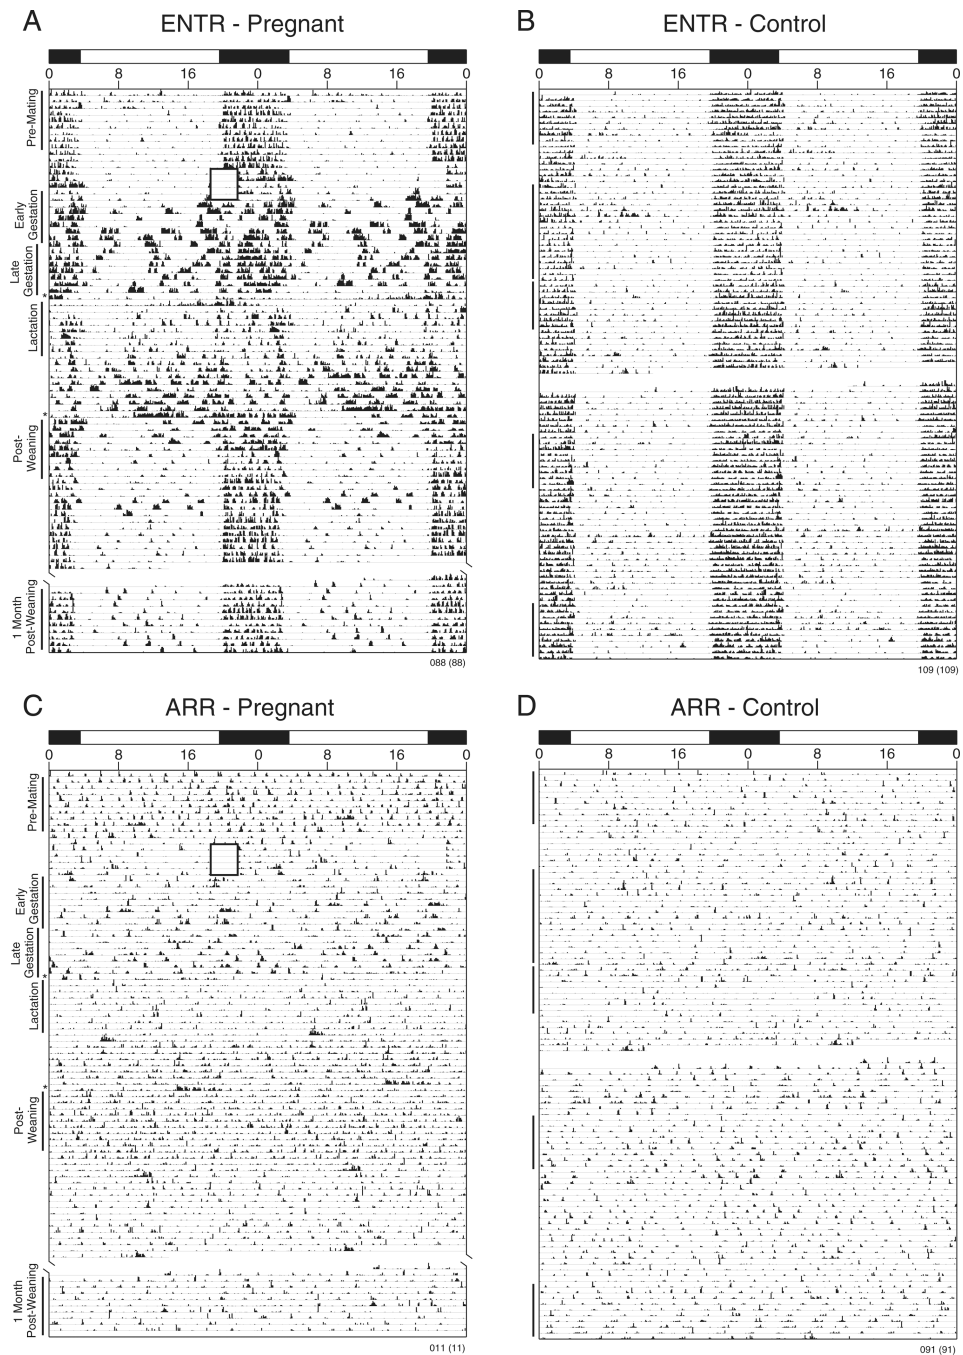 A ENTR - Pregnant
0 8 16 0 8 16 0
Pre-Mating
Early
Gestation
Late
Gestation
*
Lactation
*
Post-
Weaning
1 Month
Post-Weaning
088 (88)
B ENTR - Control
0 8 16 0 8 16 0
109 (109)
C ARR - Pregnant
0 8 16 0 8 16 0
Pre-Mating
Early
Gestation
Late
Gestation
*
Lactation
*
Post-
Weaning
1 Month
Post-Weaning
011 (11)
D ARR - Control
0 8 16 0 8 16 0
091 (91)